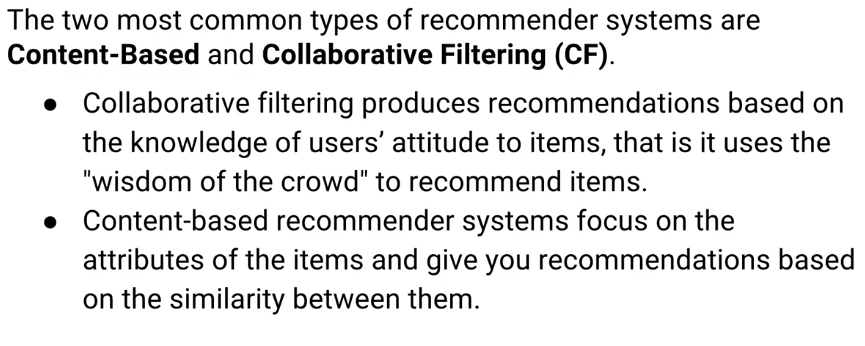 The two most common types of recommender systems are
Content-Based and Collaborative Filtering (CF).
● Collaborative filtering produces recommendations based on
the knowledge of users’ attitude to items, that is it uses the
"wisdom of the crowd" to recommend items.
● Content-based recommender systems focus on the
attributes of the items and give you recommendations based
on the similarity between them.